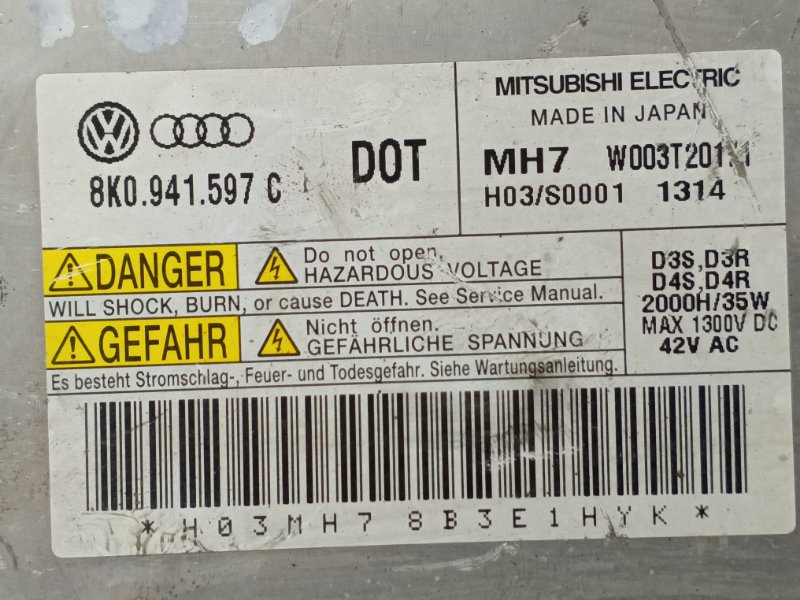 8K0.941.597 C
DOT
MITSUBISHI ELECTRIC
MADE IN JAPAN
MH7
H03/S0001 1314
DANGER
Do not open.
HAZARDOUS VOLTAGE
WILL SHOCK, BURN, or cause DEATH. See Service Manual.
GEFAHR
Nicht öffnen.
GEFÄHRLICHE SPANNUNG
Es besteht Stromschlag-, Feuer- und Todesgefahr. Siehe Wartungsanleitung.
D3S,D3R
D4S,D4R
2000H/35W
MAX 1300V DC
42V AC
*H03MH78B3E1HYK*